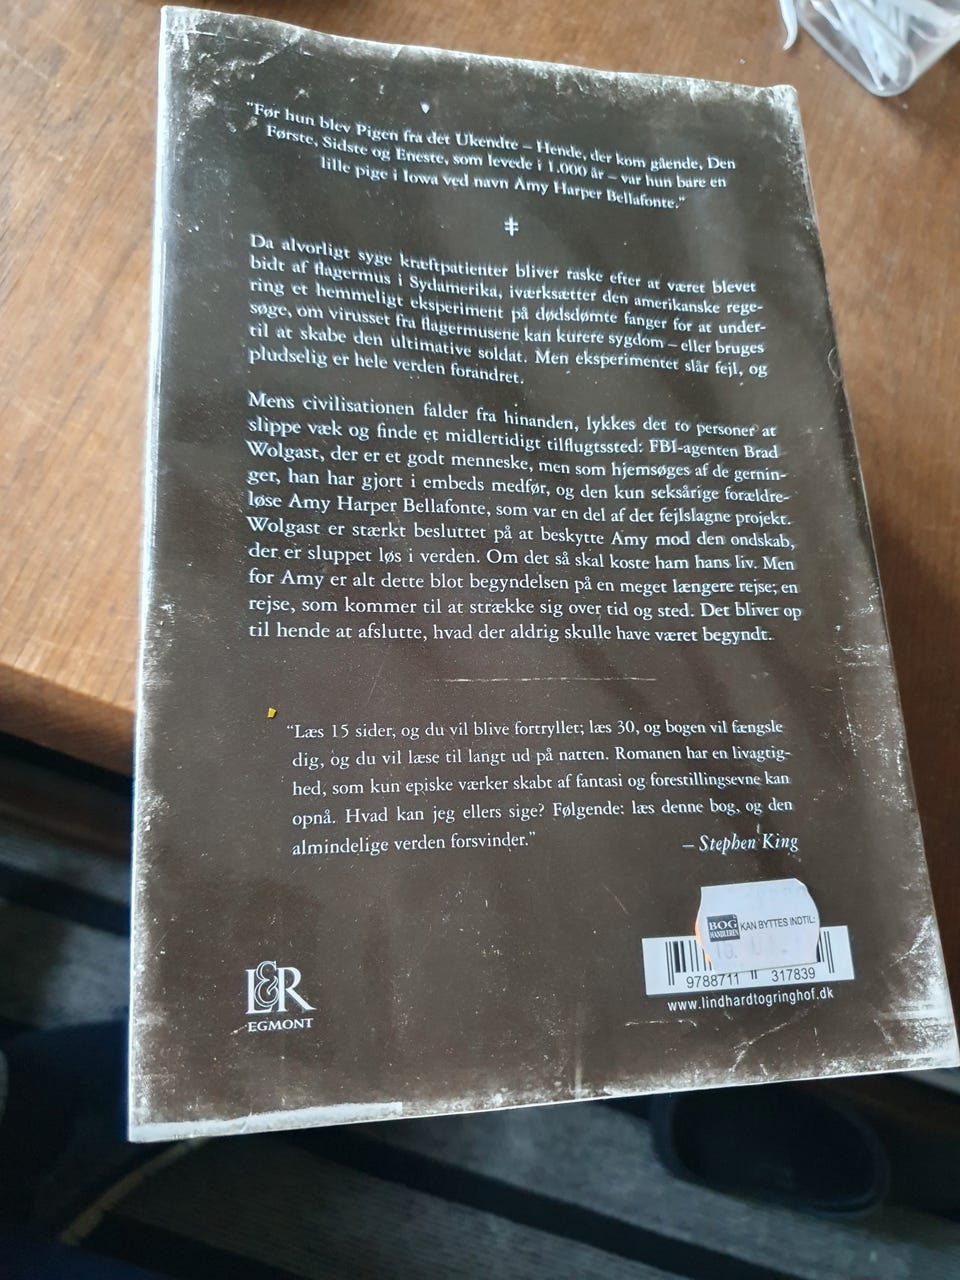 "Før hun blev Pigen fra det Ukendte – Hende, der kom gående, Den
Første, Sidste og Eneste, som levede i 1.000 år – var hun bare en
lille pige i Iowa ved navn Amy Harper Bellafonte."
Da alvorligt syge kræftpatienter bliver raske efter at været blevet
bidt af flagermus i Sydamerika, iværksætter den amerikanske rege-
ring et hemmeligt eksperiment på dødsdømte fanger for at under-
søge, om virusset fra flagermusene kan kurere sygdom – eller bruges
til at skabe den ultimative soldat. Men eksperimentet slår fejl, og
pludselig er hele verden forandret.
Mens civilisationen falder fra hinanden, lykkes det to personer at
slippe væk og finde et midlertidigt tilflugtssted: FBI-agenten Brad
Wolgast, der er et godt menneske, men som hjemsøges af de gernin-
ger, han har gjort i embeds medfør, og den kun seksårige forældre-
løse Amy Harper Bellafonte, som var en del af det fejlslagne projekt.
Wolgast er stærkt besluttet på at beskytte Amy mod den ondskab,
der er sluppet løs i verden. Om det så skal koste ham hans liv. Men
for Amy er alt dette blot begyndelsen på en meget længere rejse; en
rejse, som kommer til at strække sig over tid og sted. Det bliver op
til hende at afslutte, hvad der aldrig skulle have været begyndt.
"Læs 15 sider, og du vil blive fortryllet; læs 30, og bogen vil fængsle
dig, og du vil læse til langt ud på natten. Romanen har en livagtig-
hed, som kun episke værker skabt af fantasi og forestillingsevne kan
opnå. Hvad kan jeg ellers sige? Følgende: læs denne bog, og den
almindelige verden forsvinder."
– Stephen King
BOG KAN BYTTES INDTIL:
HANDLEREN
9788711 317839
www.lindhardtogringhof.dk
L&R
EGMONT